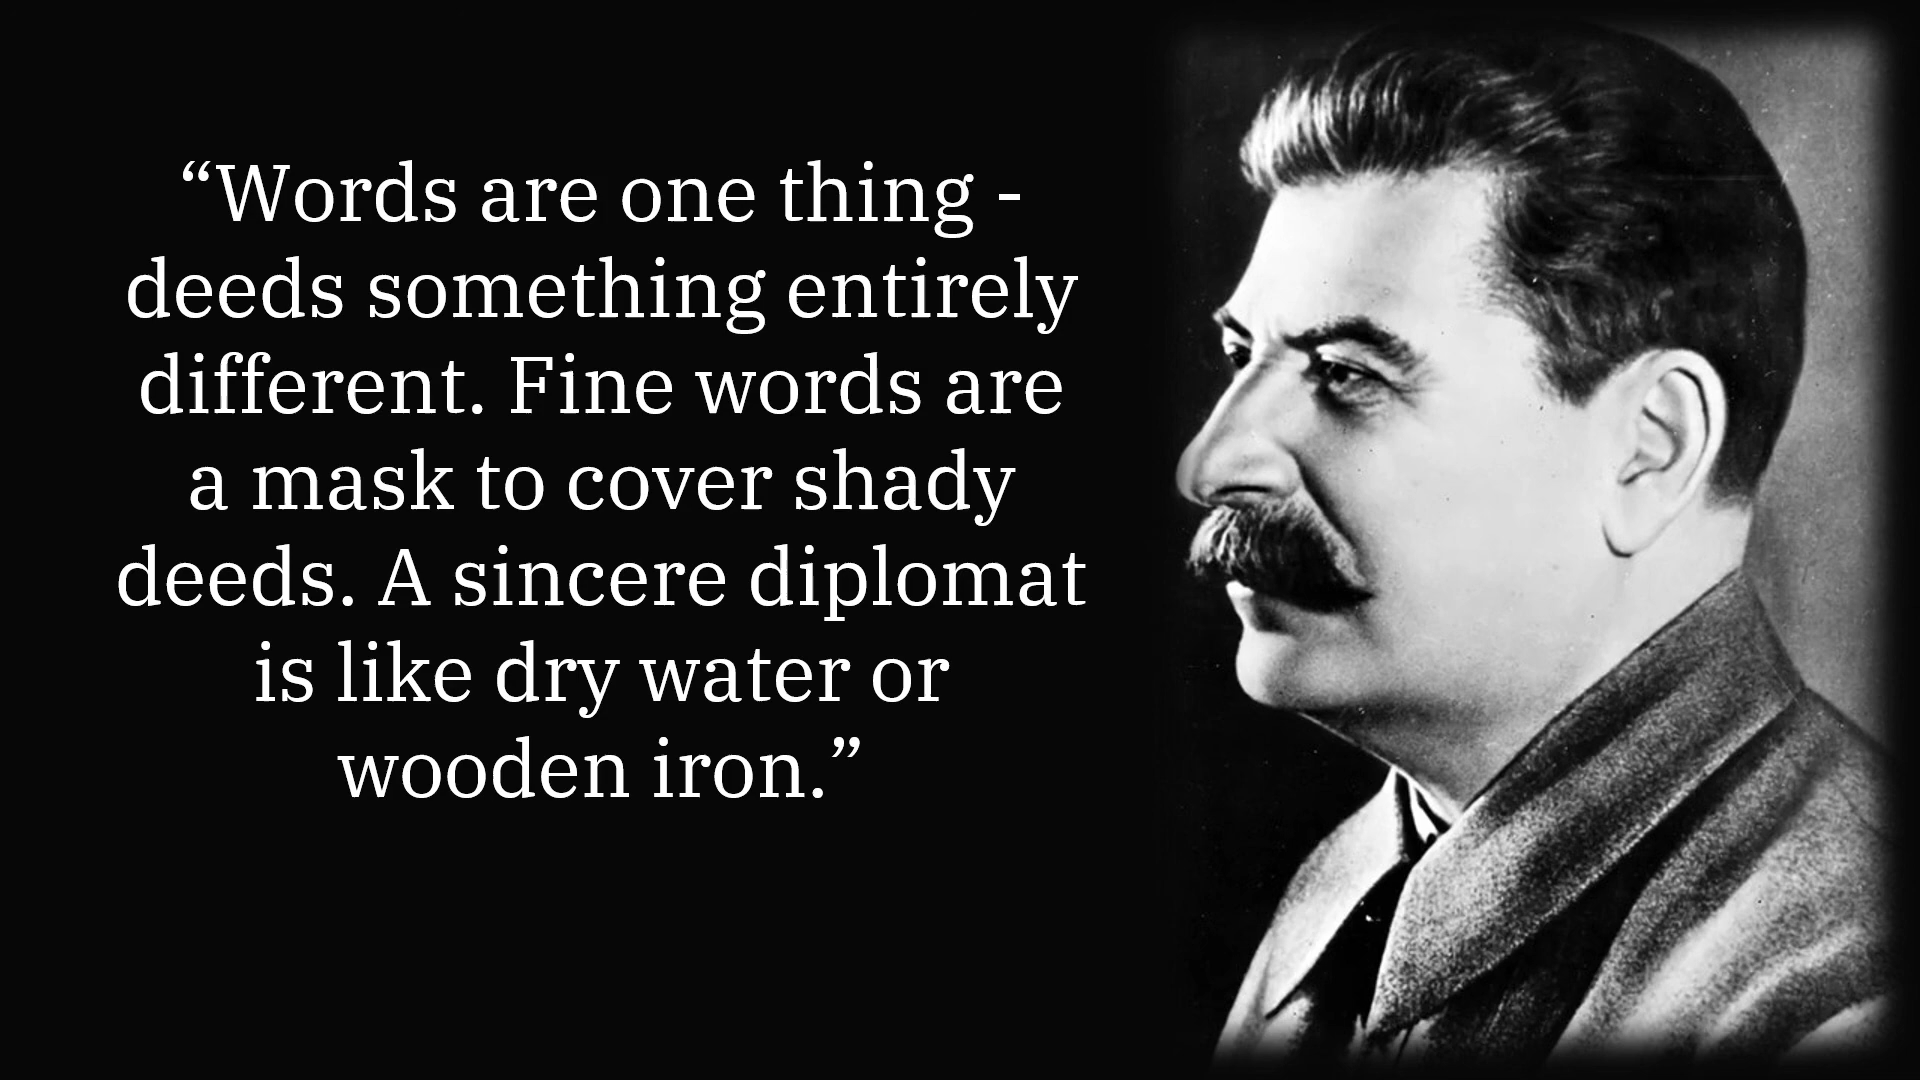 “Words are one thing -
deeds something entirely
different. Fine words are
a mask to cover shady
deeds. A sincere diplomat
is like dry water or
wooden iron.”